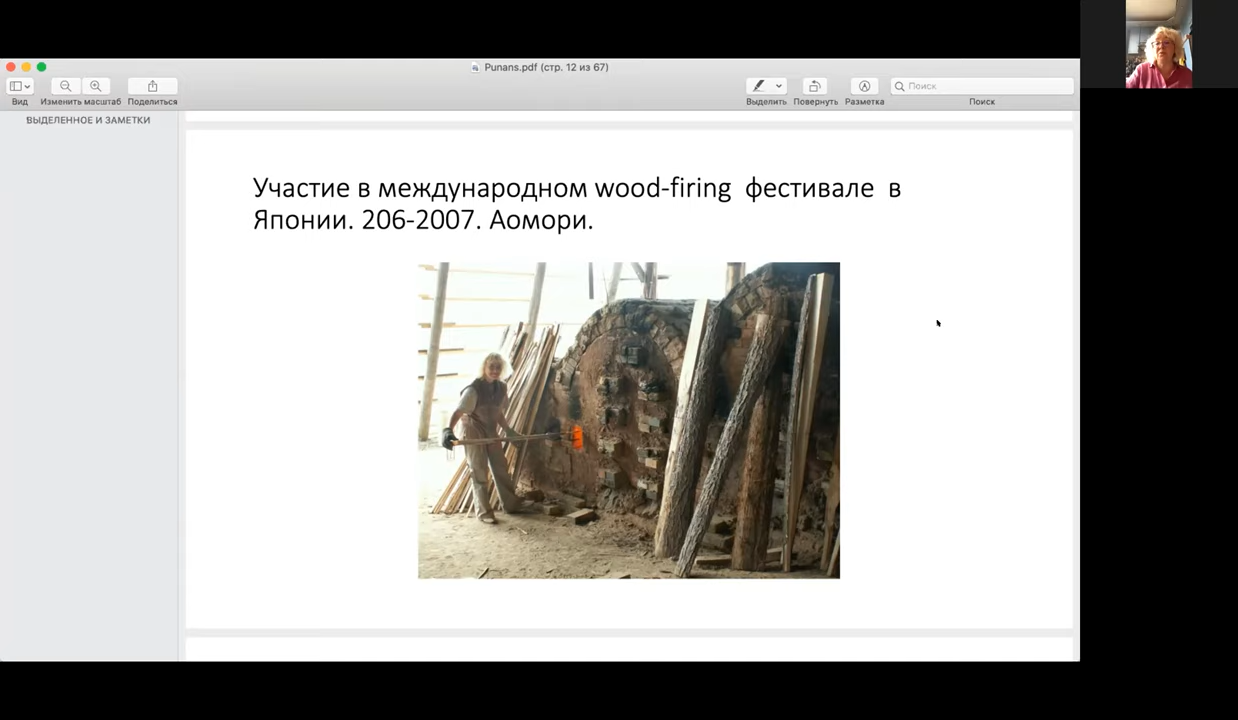 Punans.pdf (стр. 12 из 67)
Вид
Изменить масштаб
Поделиться
Выделить
Повернуть
Разметка
Поиск
Поиск
ВЫДЕЛЕННОЕ И ЗАМЕТКИ
Участие в международном wood-firing фестивале в
Японии. 206-2007. Аомори.